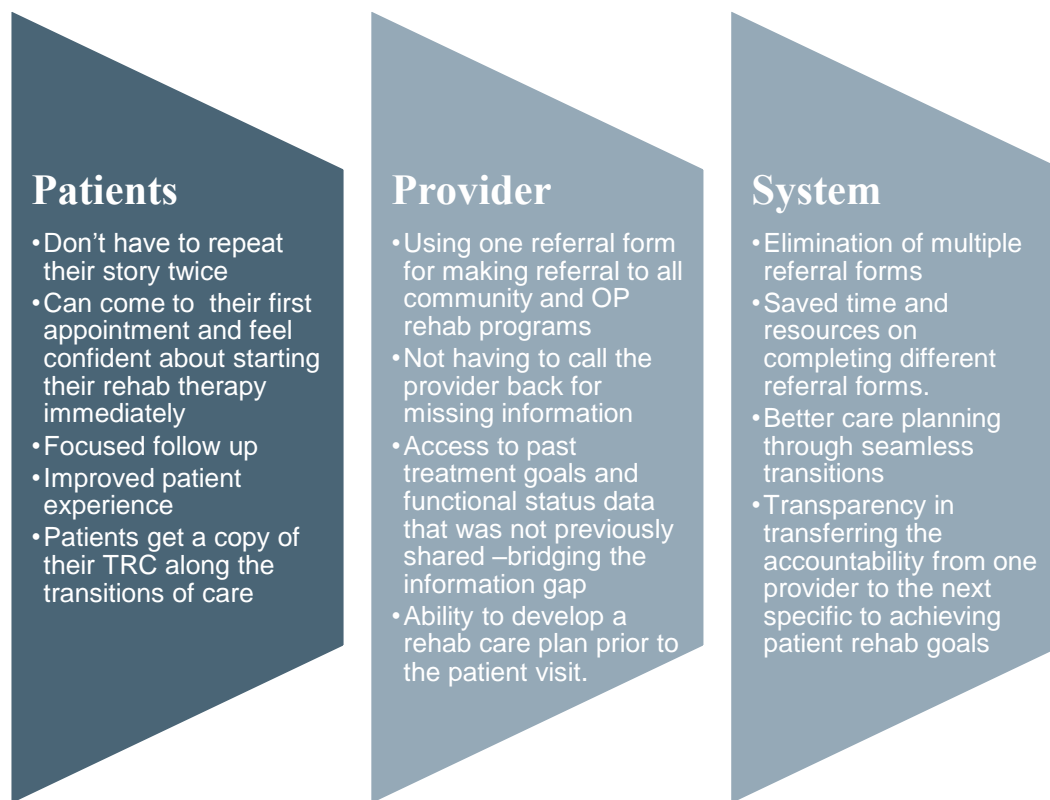 Patients
•Don’t have to repeat
their story twice
•Can come to  their first
appointment and feel
confident about starting
their rehab therapy
immediately
•Focused follow up
•Improved patient
experience
•Patients get a copy of
their TRC along the
transitions of care
Provider
•Using one referral form
for making referral to all
community and OP
rehab programs
•Not having to call the
provider back for
missing information
•Access to past
treatment goals and
functional status data
that was not previously
shared –bridging the
information gap
•Ability to develop a
rehab care plan prior to
the patient visit.
System
•Elimination of multiple
referral forms
•Saved time and
resources on
completing different
referral forms.
•Better care planning
through seamless
transitions
•Transparency in
transferring the
accountability from one
provider to the next
specific to achieving
patient rehab goals